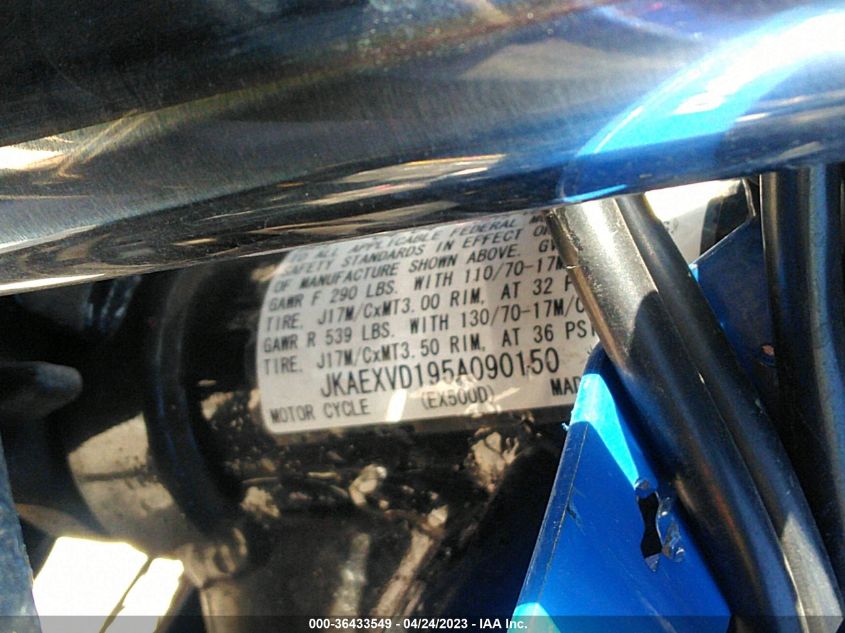 TO ALL APPLICABLE FEDERAL
SAFETY STANDARDS IN EFFECT
OF MANUFACTURE SHOWN ABOVE.
GAWR F 290 LBS. WITH 110/70-17M
TIRE, J17M/CxMT3.00 RIM, AT 32
GAWR R 539 LBS. WITH 130/70-17M/C
TIRE, J17M/CxMT3.50 RIM, AT 36 PSI
JKAEXVD195A090150
MOTOR CYCLE (EX500D) MAD
000-36433549 - 04/24/2023 - IAA Inc.